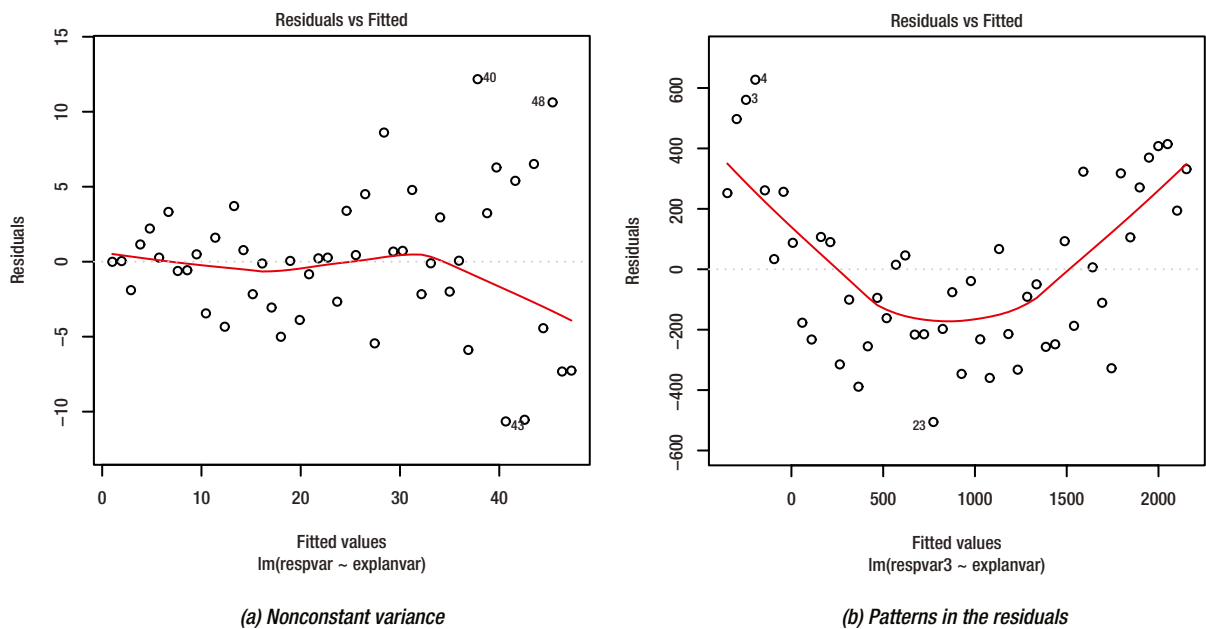 Residuals vs Fitted
15
10
5
0
−5
−10
Residuals
40
48
43
0
10
20
30
40
Fitted values
lm(respvar ~ explanvar)
(a) Nonconstant variance
Residuals vs Fitted
600
400
200
0
−200
−400
−600
Residuals
4
3
23
0
500
1000
1500
2000
Fitted values
lm(respvar3 ~ explanvar)
(b) Patterns in the residuals